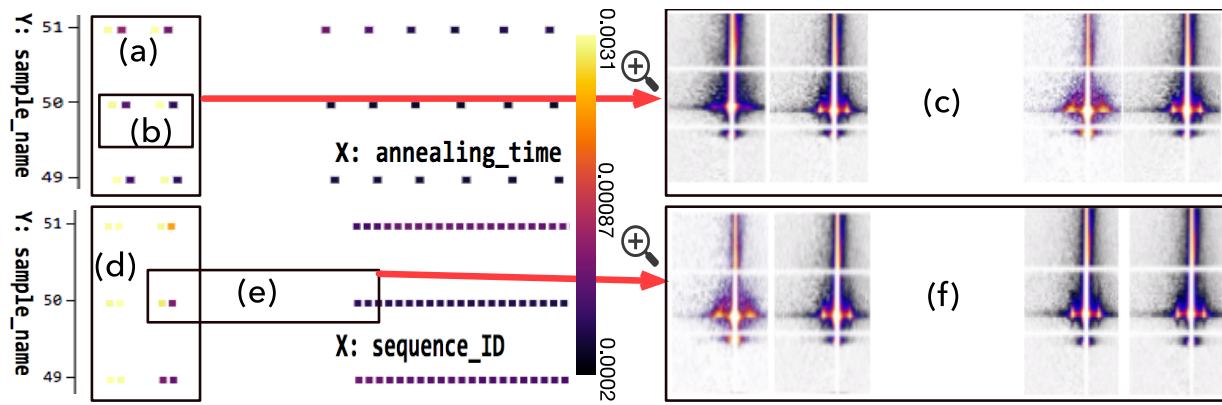 Y: sample_name
51
50
49
(a)
(b)
X: annealing_time
0.0031
0.00087
0.0002
(c)
Y: sample_name
51
50
49
(d)
(e)
X: sequence_ID
(f)